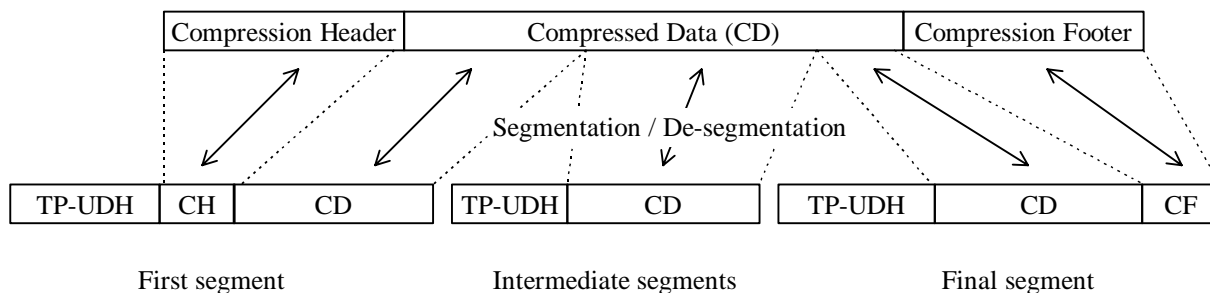 Compression Header Compressed Data (CD) Compression Footer
Segmentation / De-segmentation
TP-UDH CH CD TP-UDH CD TP-UDH CD CF
First segment Intermediate segments Final segment